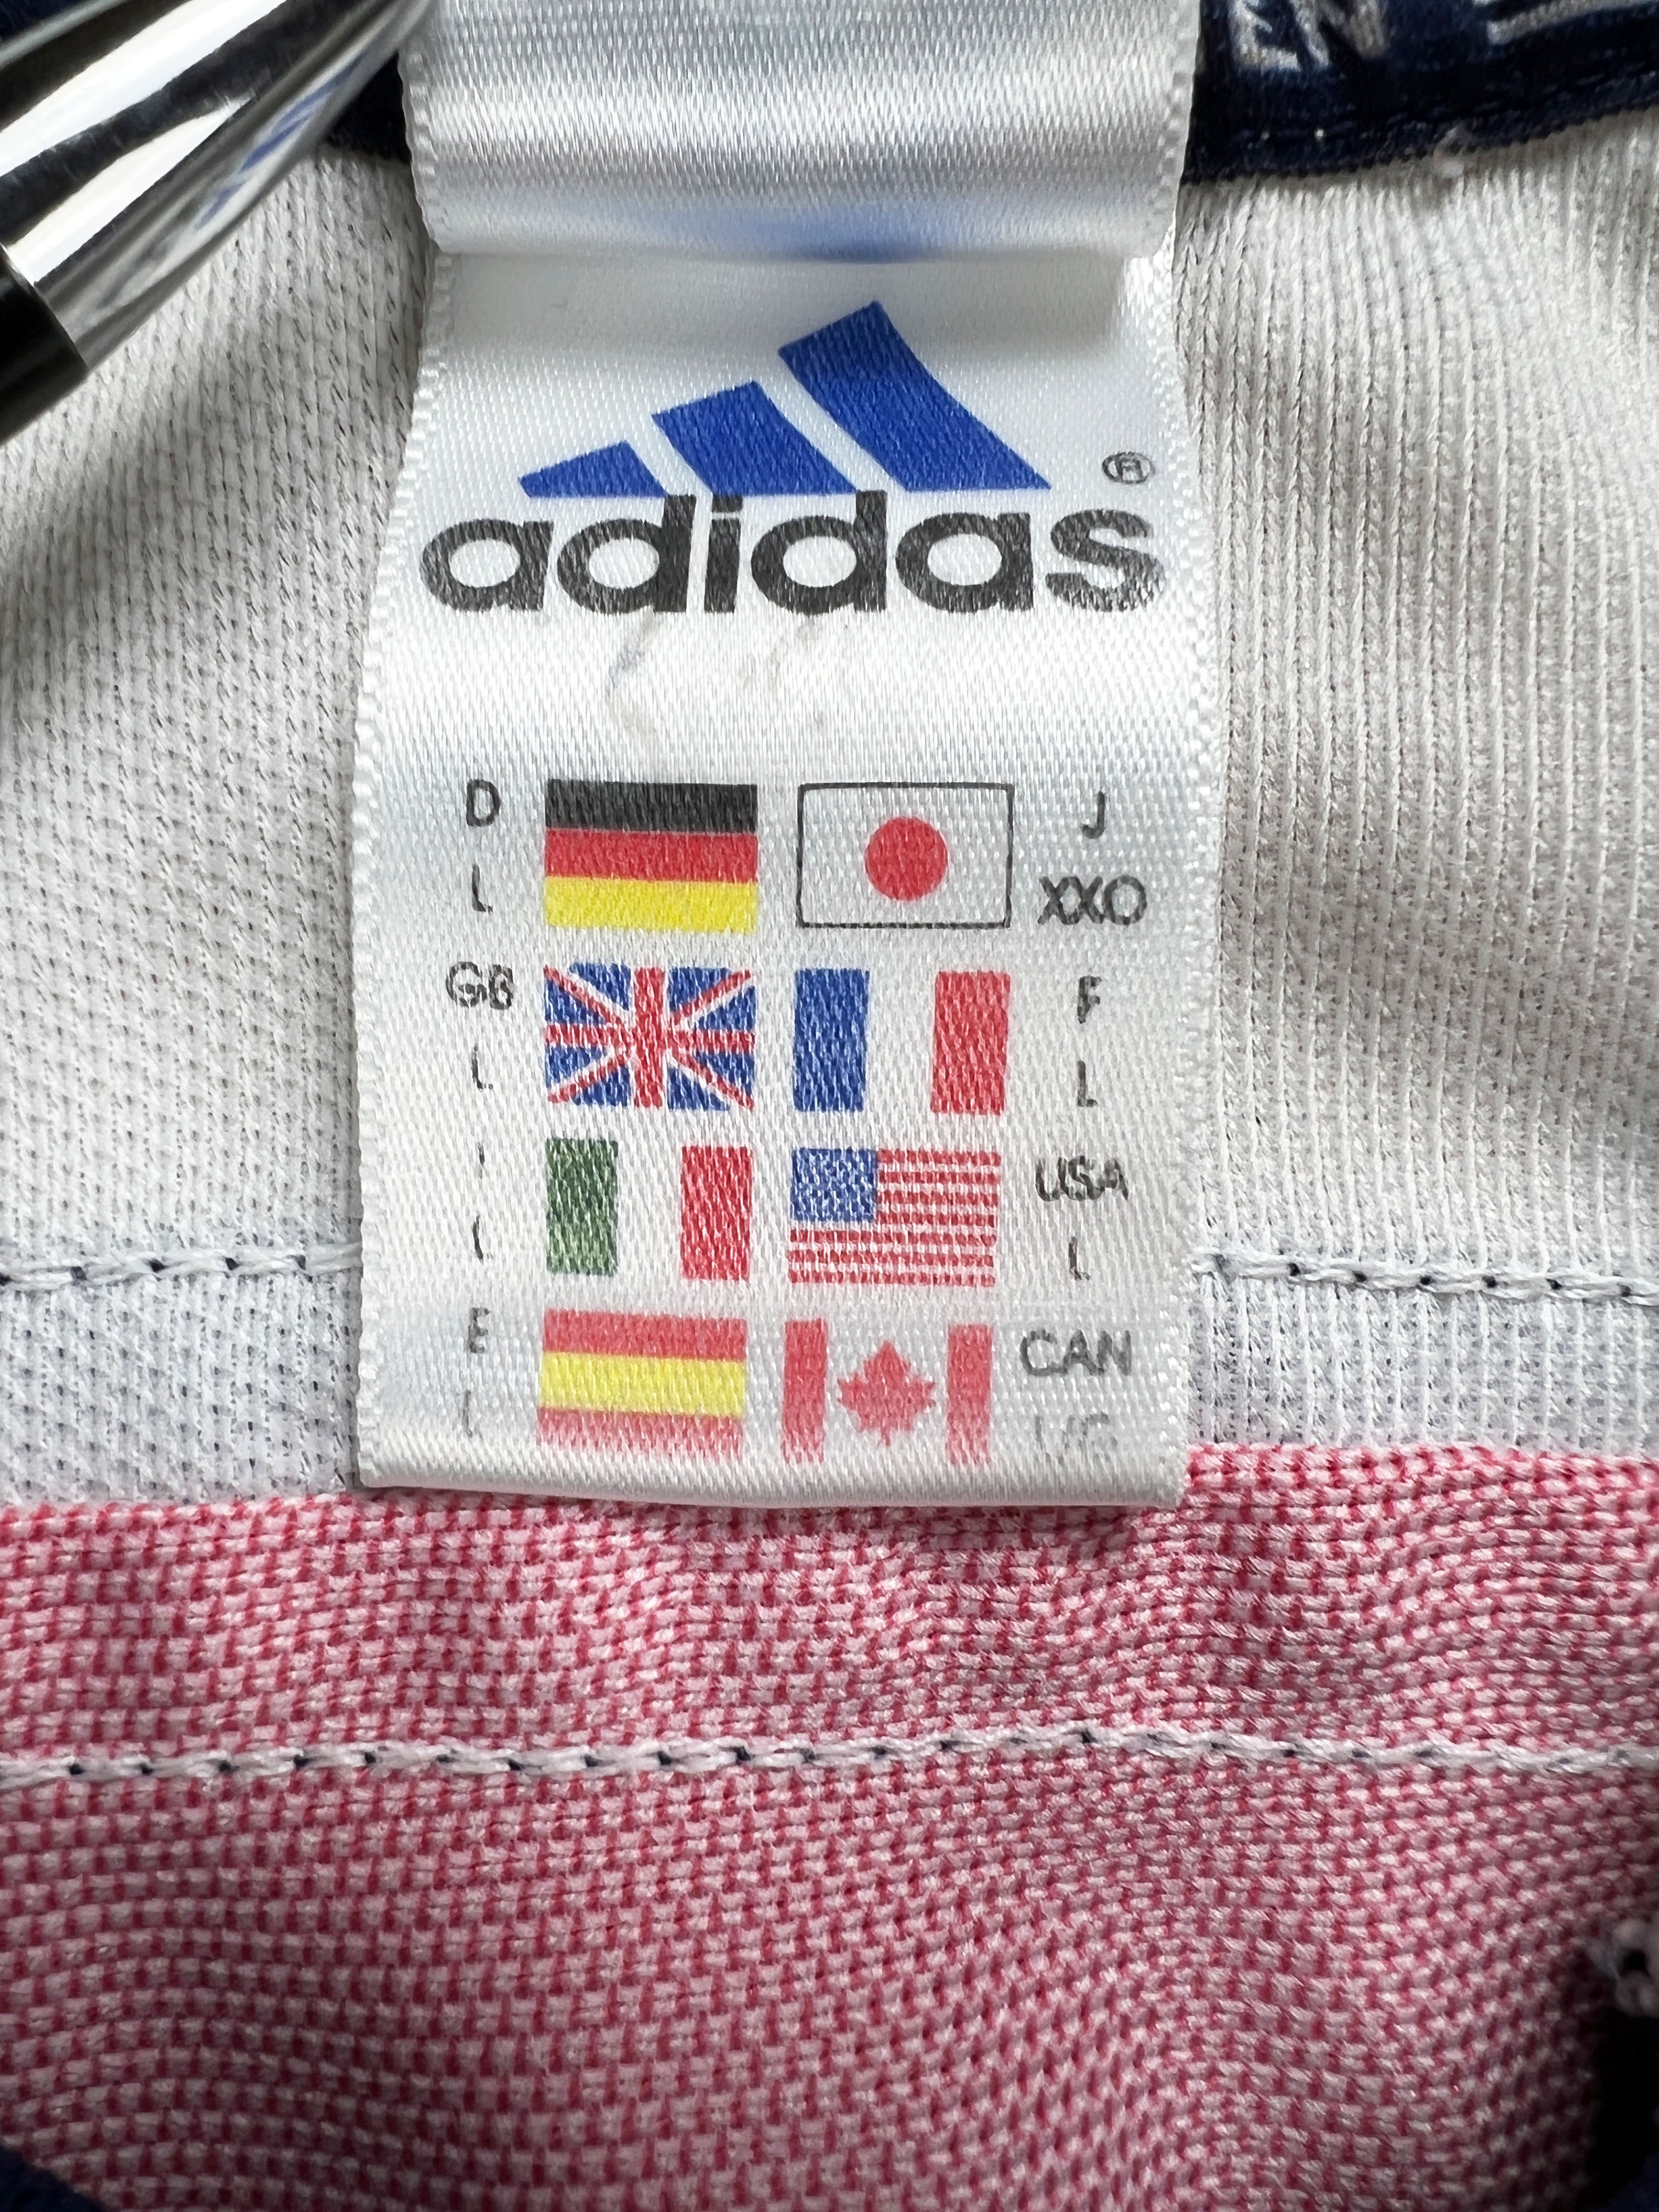 adidas®
D J
L XXO
GB F
L L
I USA
L L
E CAN
L L/G